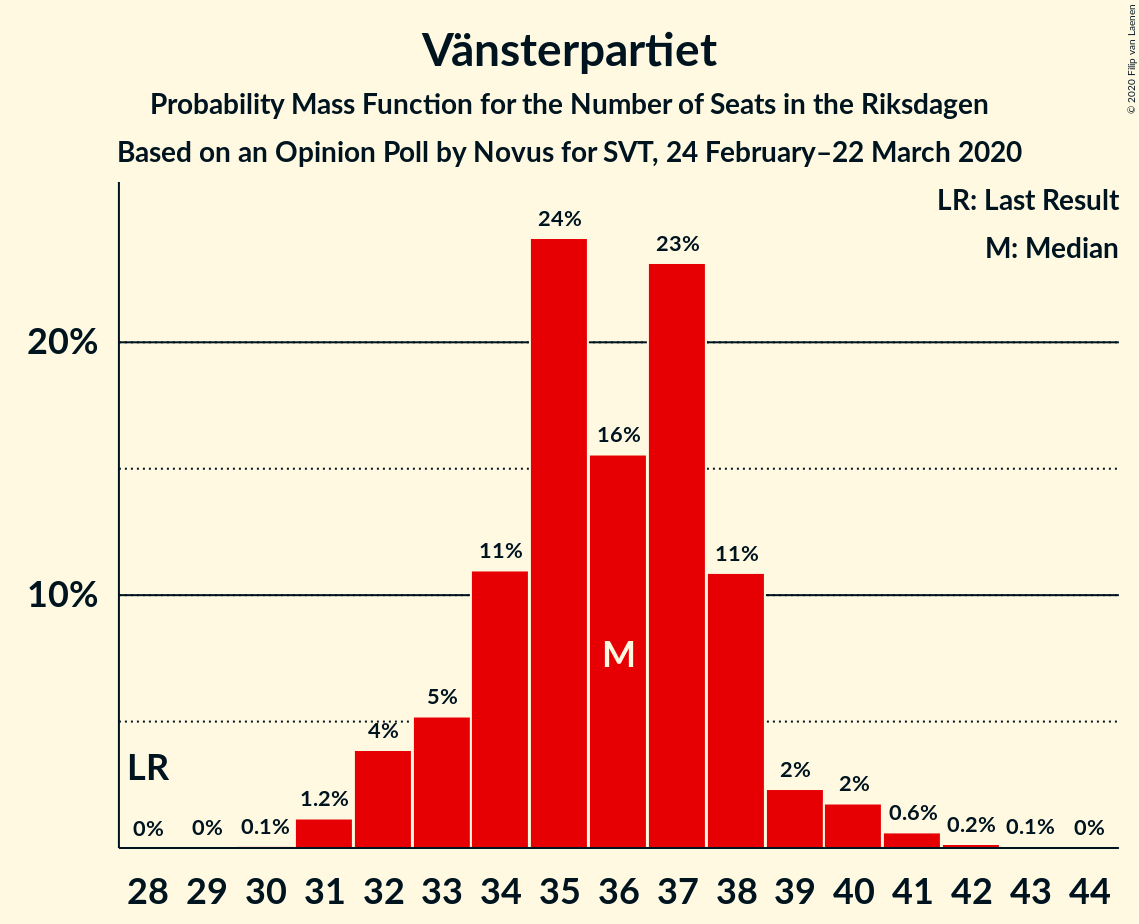 Vänsterpartiet
Probability Mass Function for the Number of Seats in the Riksdagen
Based on an Opinion Poll by Novus for SVT, 24 February–22 March 2020
© 2020 Filip van Laenen
LR: Last Result
M: Median
20%
10%
LR
0%
0%
0.1%
1.2%
4%
5%
11%
24%
16%
M
23%
11%
2%
2%
0.6%
0.2%
0.1%
0%
28 29 30 31 32 33 34 35 36 37 38 39 40 41 42 43 44